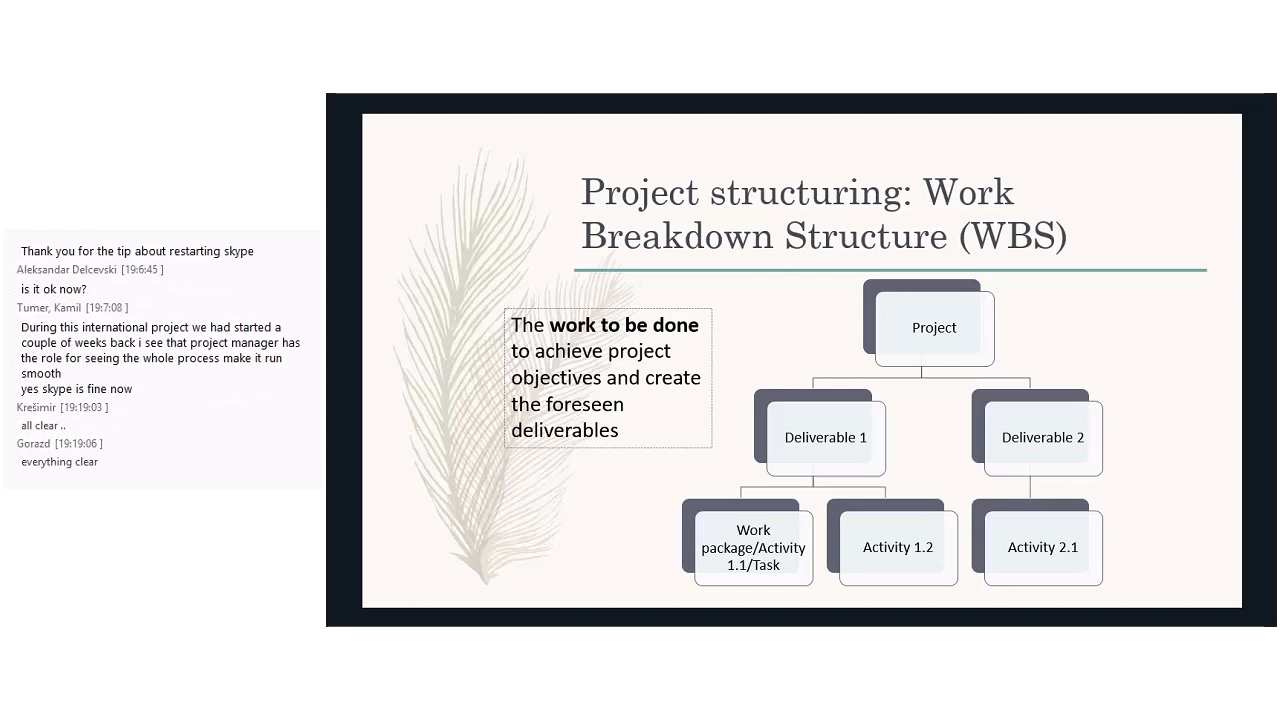 Thank you for the tip about restarting skype
Aleksandar Delcevski [19:6:45 ]
is it ok now?
Tumer, Kamil [19:7:08 ]
During this international project we had started a
couple of weeks back i see that project manager has
the role for seeing the whole process make it run
smooth
yes skype is fine now
Krešimir [19:19:03 ]
all clear ..
Gorazd [19:19:06 ]
everything clear
Project structuring: Work
Breakdown Structure (WBS)
The work to be done
to achieve project
objectives and create
the foreseen
deliverables
Project
Deliverable 1
Deliverable 2
Work
package/Activity
1.1/Task
Activity 1.2
Activity 2.1